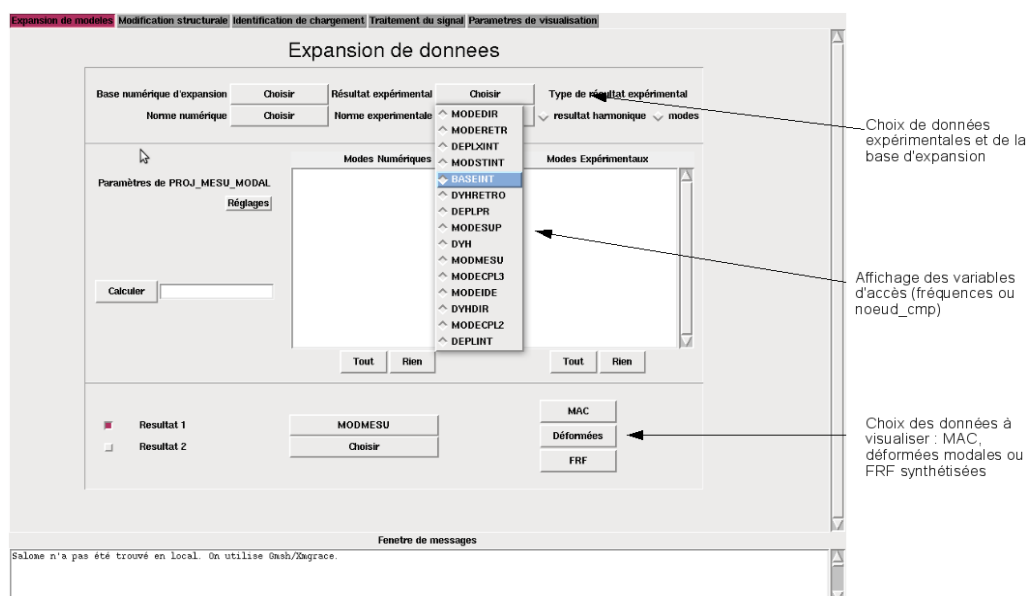 Expansion de modeles Modification structurale Identification de chargement Traitement du signal Parametres de visualisation
Expansion de donnees
Base numérique d'expansion Choisir Résultat expérimental Choisir Type de résultat expérimental
Norme numérique Choisir Norme experimentale resultat harmonique modes
MODEDIR
MODERETR
DEPLXINT
MODSTINT
BASEINT
DYHRETRO
DEPLPR
MODESUP
DYH
MODMESU
MODECPL3
MODEIDE
DYHDIR
MODECPL2
DEPLINT
Modes Numériques Modes Expérimentaux
Paramètres de PROJ_MESU_MODAL
Réglages
Calculer
Tout Rien Tout Rien
Resultat 1 MODMESU
Resultat 2 Choisir
MAC
Déformées
FRF
Fenetre de messages
Salome n'a pas été trouvé en local. On utilise Gmsh/Xmgrace.
Choix de données
expérimentales et de la
base d'expansion
Affichage des variables
d'accès (fréquences ou
noeud_cmp)
Choix des données à
visualiser : MAC,
déformées modales ou
FRF synthétisées